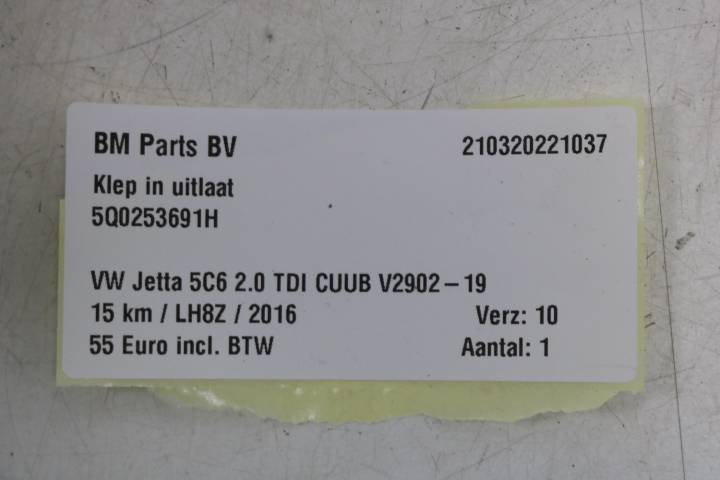 BM Parts BV 210320221037
Klep in uitlaat
5Q0253691H
VW Jetta 5C6 2.0 TDI CUUB V2902-19
15 km / LH8Z / 2016 Verz: 10
55 Euro incl. BTW Aantal: 1